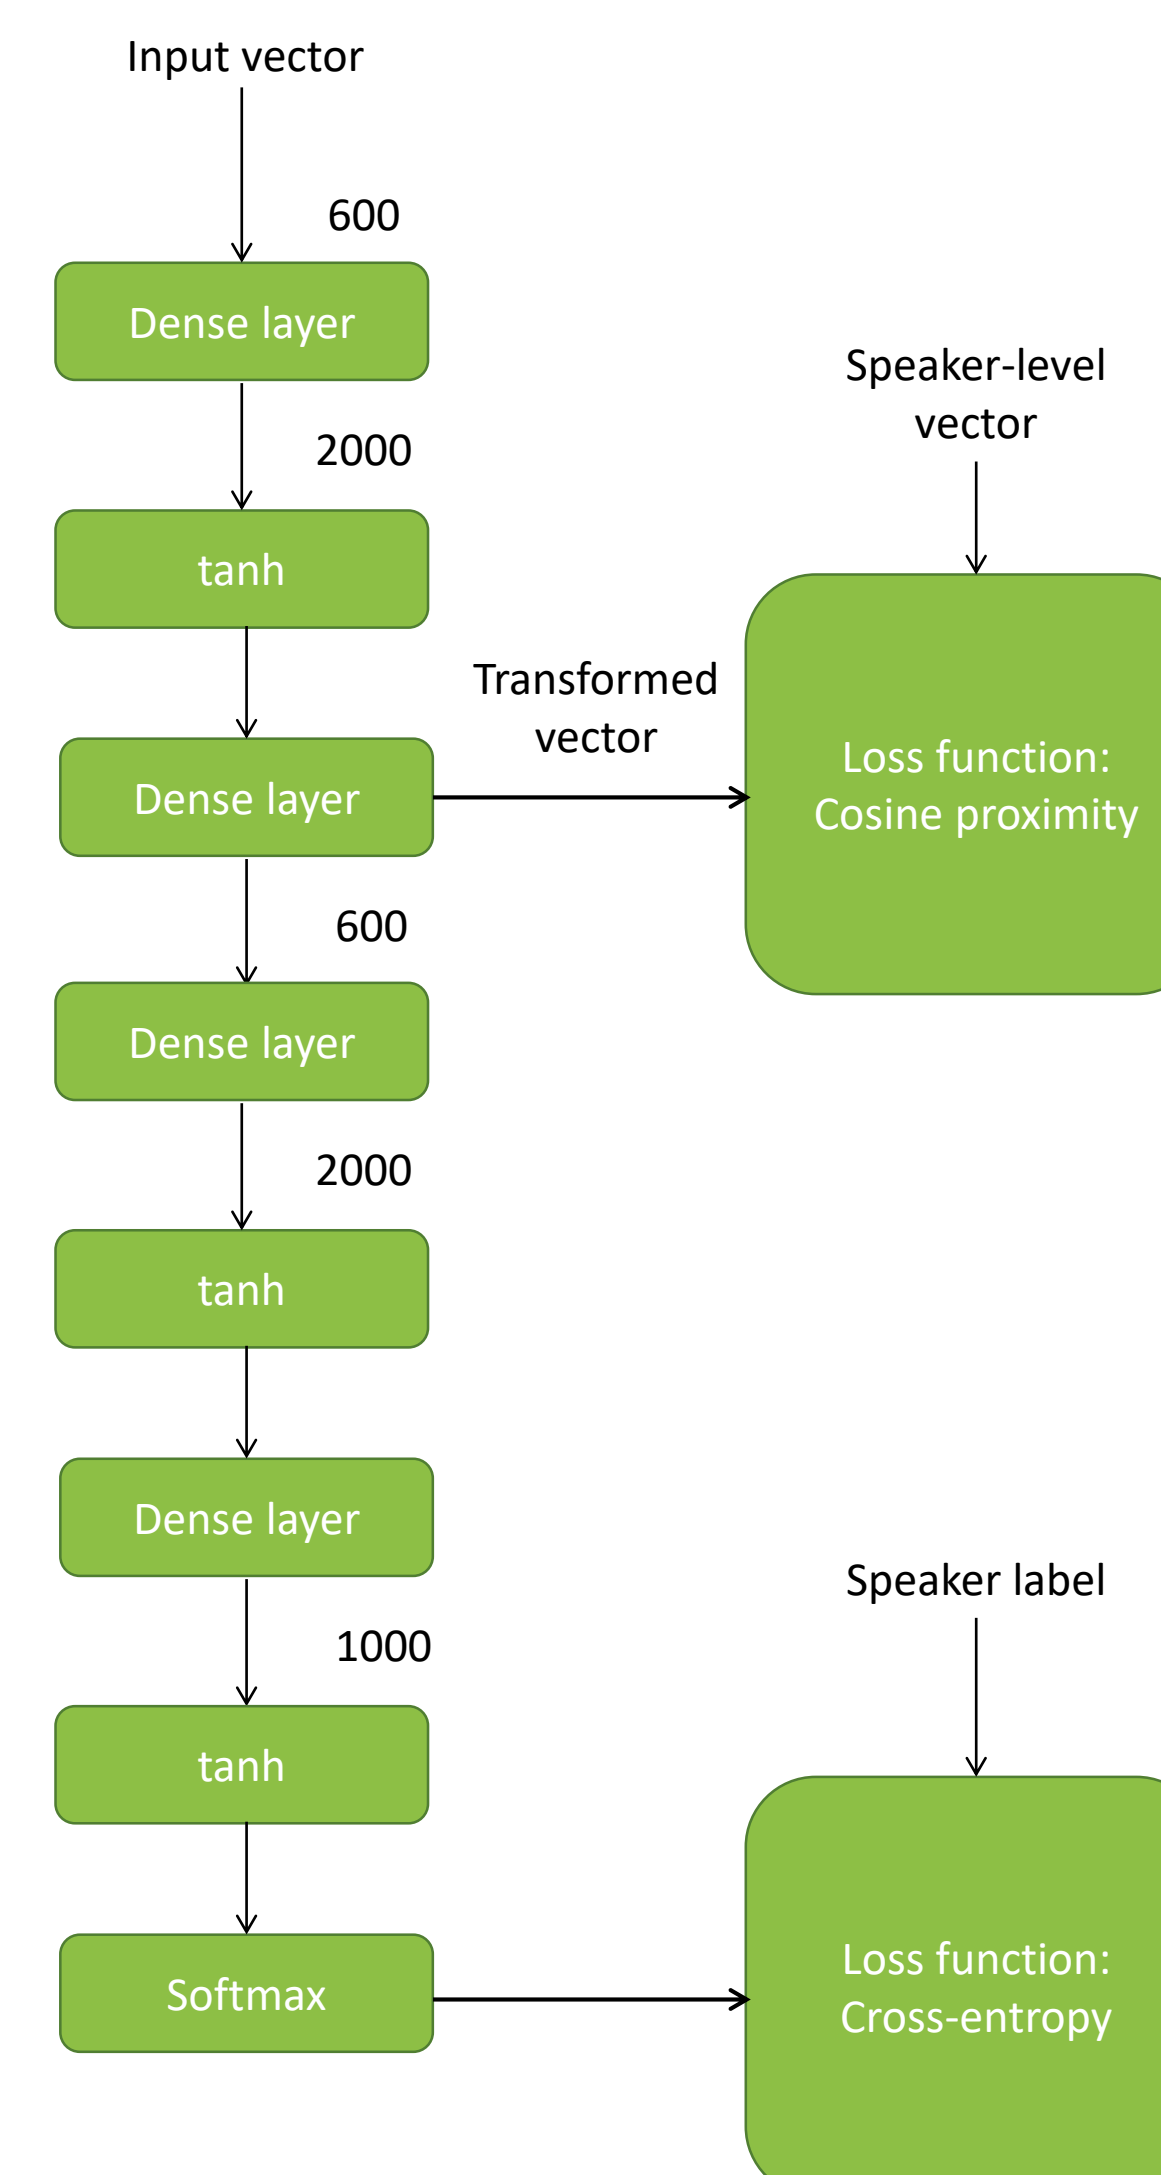 Input vector
600
Dense layer
2000
tanh
Speaker-level
vector
Transformed
vector
Dense layer
Loss function:
Cosine proximity
600
Dense layer
2000
tanh
Dense layer
1000
tanh
Speaker label
Softmax
Loss function:
Cross-entropy